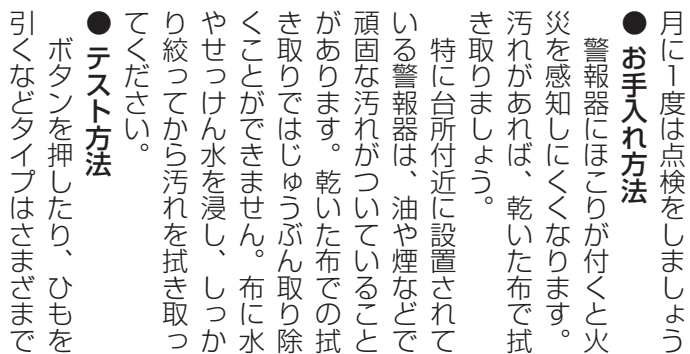 月に1度は点検をしましょう
● お手入れ方法
　警報器にほこりが付くと火
災を感知しにくくなります。
汚れがあれば、乾いた布で拭
き取りましょう。
　特に台所付近に設置されて
いる警報器は、油や煙などで
頑固な汚れがついていること
があります。乾いた布での拭
き取りではじゅうぶん取り除
くことができません。布に水
やせっけん水を浸し、しっか
り絞ってから汚れを拭き取っ
てください。
● テスト方法
　ボタンを押したり、ひもを
引くなどタイプはさまざまで